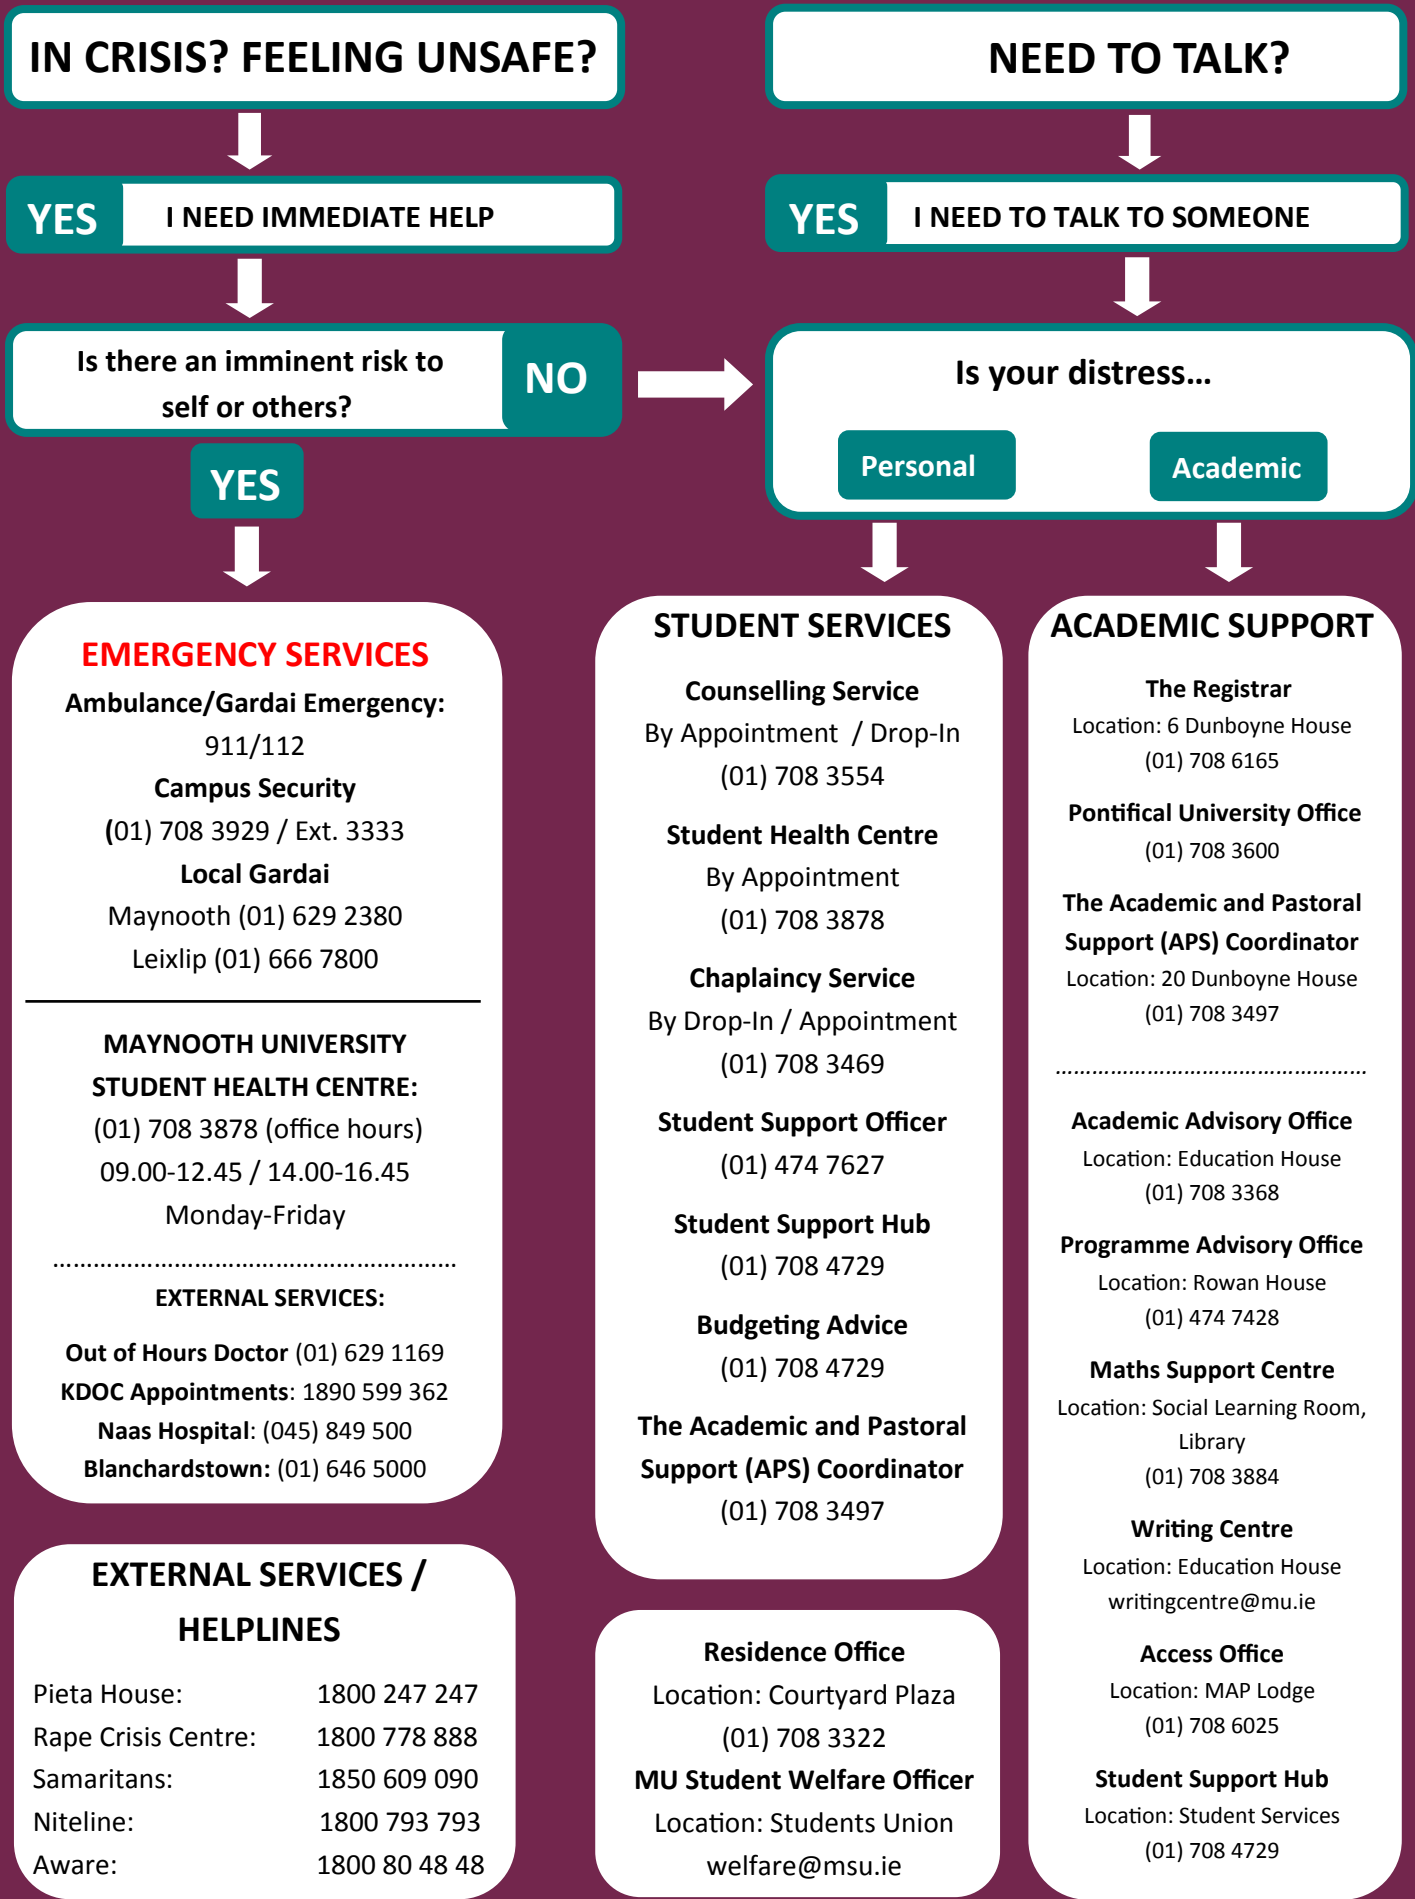 IN CRISIS? FEELING UNSAFE?
YES
I NEED IMMEDIATE HELP
Is there an imminent risk to
self or others?
NO
YES
NEED TO TALK?
YES
I NEED TO TALK TO SOMEONE
Is your distress...
Personal
Academic
EMERGENCY SERVICES
Ambulance/Gardai Emergency:
911/112
Campus Security
(01) 708 3929 / Ext. 3333
Local Gardai
Maynooth (01) 629 2380
Leixlip (01) 666 7800
MAYNOOTH UNIVERSITY
STUDENT HEALTH CENTRE:
(01) 708 3878 (office hours)
09.00-12.45 / 14.00-16.45
Monday-Friday
......................................................
EXTERNAL SERVICES:
Out of Hours Doctor (01) 629 1169
KDOC Appointments: 1890 599 362
Naas Hospital: (045) 849 500
Blanchardstown: (01) 646 5000
EXTERNAL SERVICES /
HELPLINES
Pieta House: 1800 247 247
Rape Crisis Centre: 1800 778 888
Samaritans: 1850 609 090
Niteline: 1800 793 793
Aware: 1800 80 48 48
STUDENT SERVICES
Counselling Service
By Appointment / Drop-In
(01) 708 3554
Student Health Centre
By Appointment
(01) 708 3878
Chaplaincy Service
By Drop-In / Appointment
(01) 708 3469
Student Support Officer
(01) 474 7627
Student Support Hub
(01) 708 4729
Budgeting Advice
(01) 708 4729
The Academic and Pastoral
Support (APS) Coordinator
(01) 708 3497
Residence Office
Location: Courtyard Plaza
(01) 708 3322
MU Student Welfare Officer
Location: Students Union
welfare@msu.ie
ACADEMIC SUPPORT
The Registrar
Location: 6 Dunboyne House
(01) 708 6165
Pontifical University Office
(01) 708 3600
The Academic and Pastoral
Support (APS) Coordinator
Location: 20 Dunboyne House
(01) 708 3497
......................................................
Academic Advisory Office
Location: Education House
(01) 708 3368
Programme Advisory Office
Location: Rowan House
(01) 474 7428
Maths Support Centre
Location: Social Learning Room,
Library
(01) 708 3884
Writing Centre
Location: Education House
writingcentre@mu.ie
Access Office
Location: MAP Lodge
(01) 708 6025
Student Support Hub
Location: Student Services
(01) 708 4729